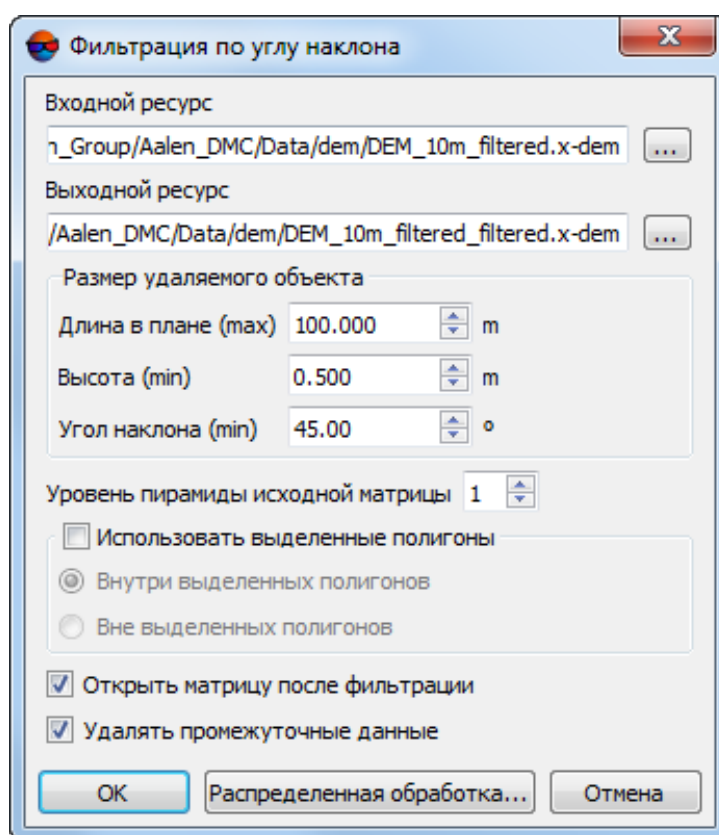 Фильтрация по углу наклона
Входной ресурс
n_Group/Aalen_DMC/Data/dem/DEM_10m_filtered.x-dem ...
Выходной ресурс
/Aalen_DMC/Data/dem/DEM_10m_filtered_filtered.x-dem ...
Размер удаляемого объекта
Длина в плане (max) 100.000 m
Высота (min) 0.500 m
Угол наклона (min) 45.00 °
Уровень пирамиды исходной матрицы 1
Использовать выделенные полигоны
Внутри выделенных полигонов
Вне выделенных полигонов
Открыть матрицу после фильтрации
Удалять промежуточные данные
OK Распределенная обработка... Отмена